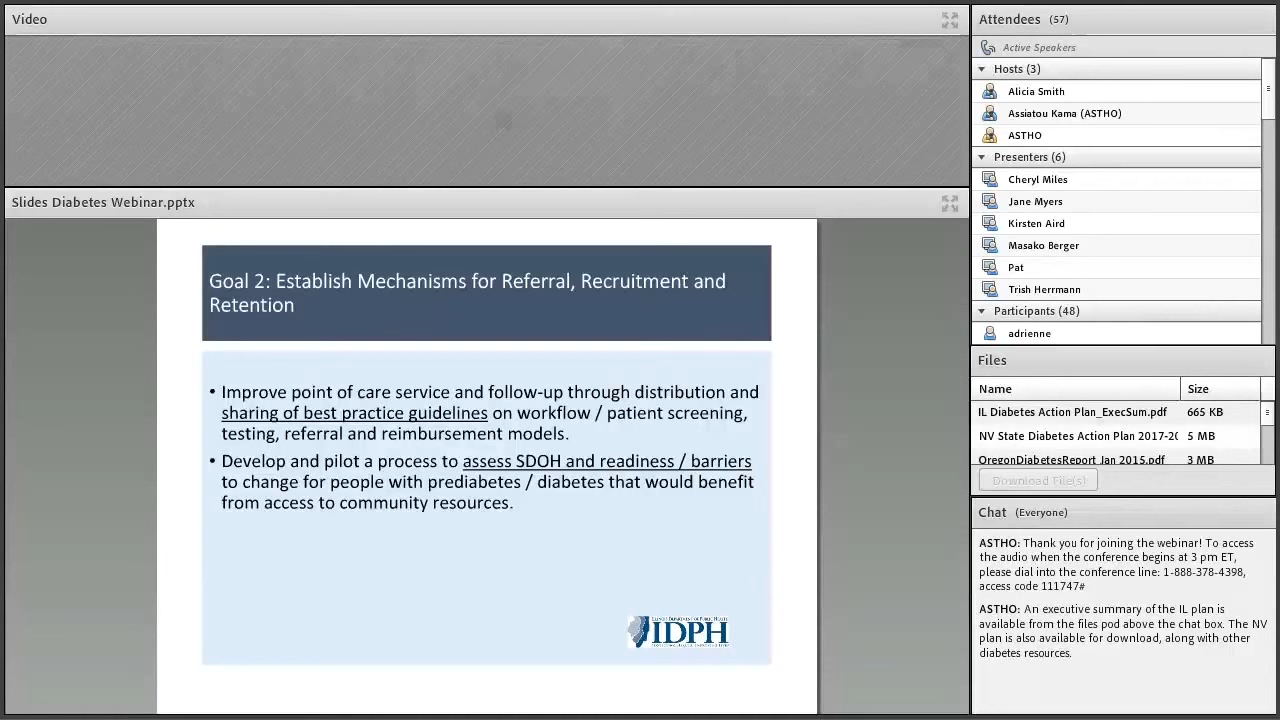 Video
Slides Diabetes Webinar.pptx
Goal 2: Establish Mechanisms for Referral, Recruitment and
Retention
• Improve point of care service and follow-up through distribution and
sharing of best practice guidelines on workflow / patient screening,
testing, referral and reimbursement models.
• Develop and pilot a process to assess SDOH and readiness / barriers
to change for people with prediabetes / diabetes that would benefit
from access to community resources.
IDPH
Attendees (57)
Active Speakers
Hosts (3)
Alicia Smith
Assiatou Kama (ASTHO)
ASTHO
Presenters (6)
Cheryl Miles
Jane Myers
Kirsten Aird
Masako Berger
Pat
Trish Herrmann
Participants (48)
adrienne
Files
Name Size
IL Diabetes Action Plan_ExecSum.pdf 665 KB
NV State Diabetes Action Plan 2017-20 5 MB
OregonDiabetesReport Jan 2015.pdf 3 MB
Download File(s)
Chat (Everyone)
ASTHO: Thank you for joining the webinar! To access
the audio when the conference begins at 3 pm ET,
please dial into the conference line: 1-888-378-4398,
access code 111747#
ASTHO: An executive summary of the IL plan is
available from the files pod above the chat box. The NV
plan is also available for download, along with other
diabetes resources.